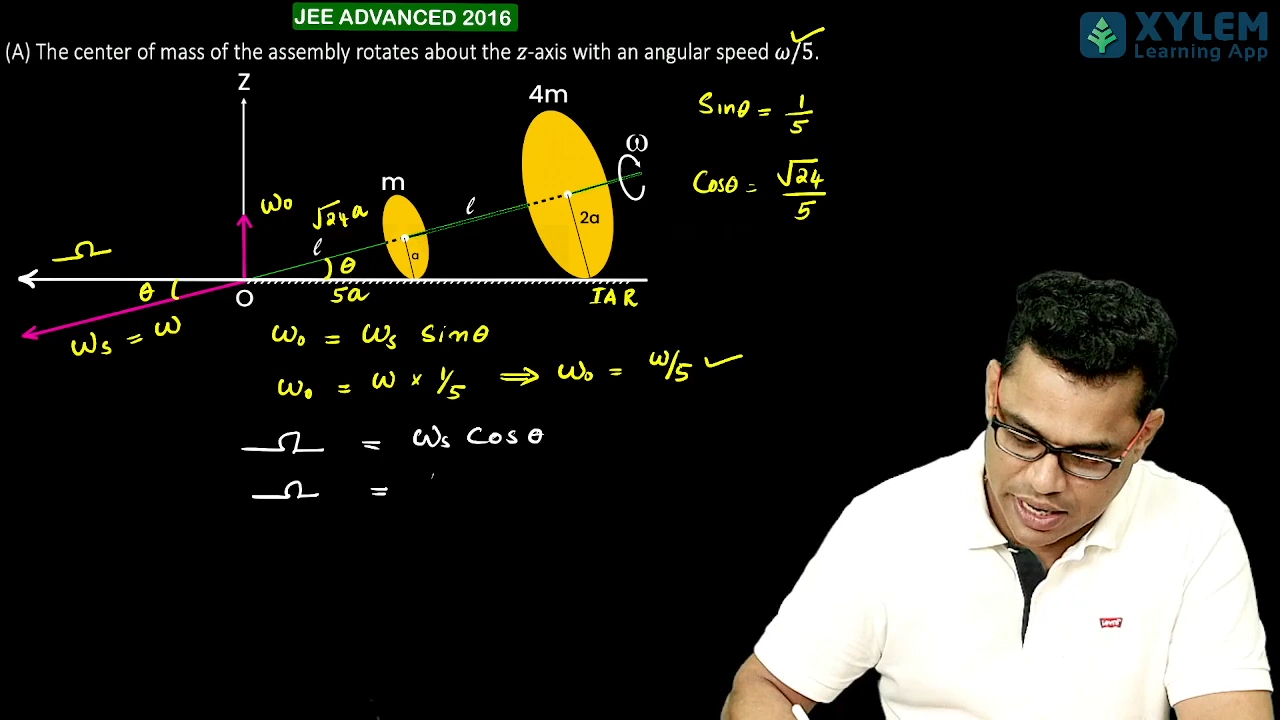 JEE ADVANCED 2016
XYLEM
Learning App
(A) The center of mass of the assembly rotates about the z-axis with an angular speed ω/5.
Z
4m
Sinθ = 1/5
ω
m
ω₀
√24 a
l
l
Cosθ = √24/5
2a
a
Ω
θ
θ
O
5a
IAR
ωs = ω
ω₀ = ωs sinθ
ω₀ = ω × 1/5 ⟹ ω₀ = ω/5 ✓
Ω = ωs Cosθ
Ω =
Levi's